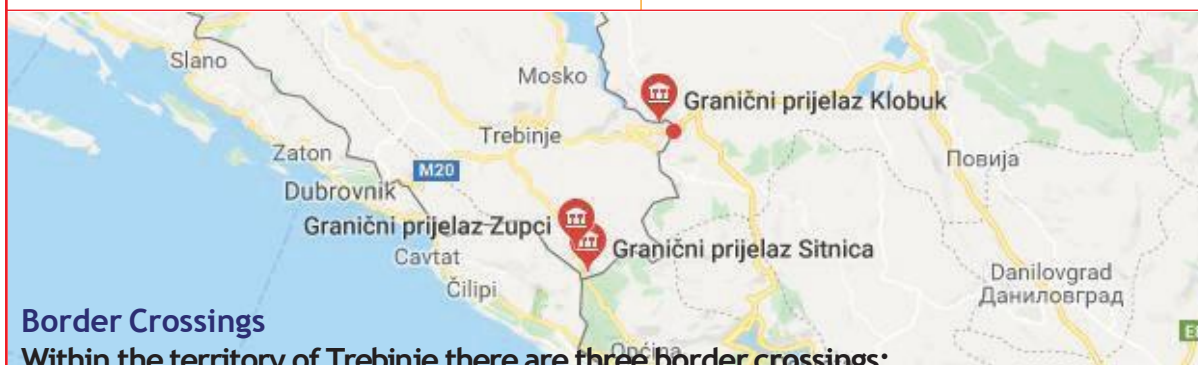 Slano
Mosko
Granični prijelaz Klobuk
Trebinje
Повија
Zaton
M20
Dubrovnik
Granični prijelaz Zupci
Granični prijelaz Sitnica
Cavtat
Čilipi
Danilovgrad
Даниловград
Border Crossings
Općina
Within the territory of Trebinje there are three border crossings: